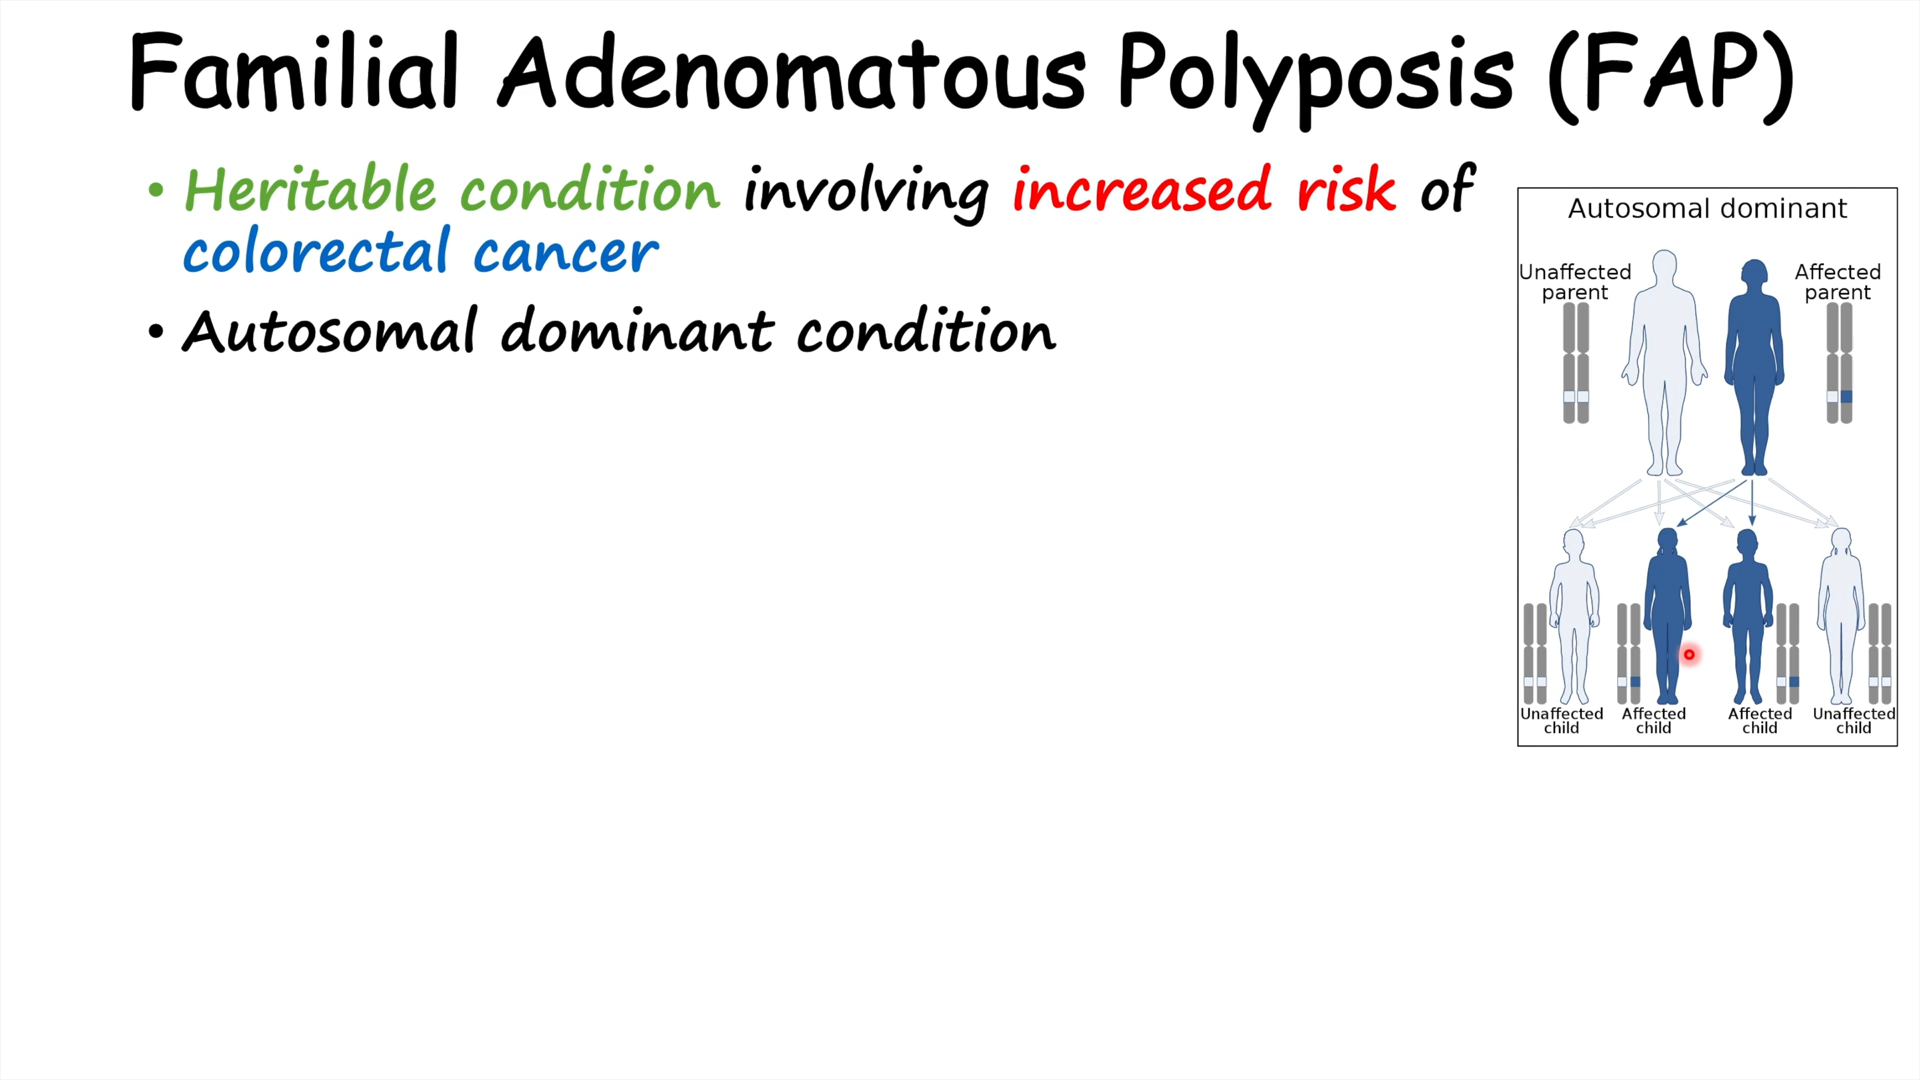 Familial Adenomatous Polyposis (FAP)
• Heritable condition involving increased risk of
colorectal cancer
• Autosomal dominant condition
Autosomal dominant
Unaffected
parent
Affected
parent
Unaffected
child
Affected
child
Affected
child
Unaffected
child